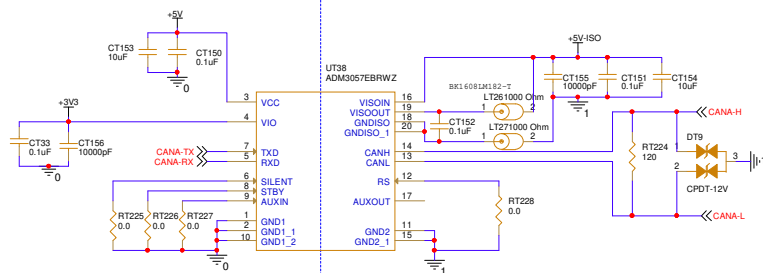 +5V
CT153
10uF
CT150
0.1uF
0
+3V3
CT33
0.1uF
CT156
10000pF
0
CANA-TX
CANA-RX
RT225
0.0
RT226
0.0
RT227
0.0
0
UT38
ADM3057EBRWZ
3
VCC
4
VIO
7
TXD
5
RXD
6
SILENT
8
STBY
9
AUXIN
1
GND1
2
GND1_1
10
GND1_2
VISOIN
16
VISOOUT
19
GNDISO
18
GNDISO_1
20
CANH
14
CANL
13
RS
12
AUXOUT
17
GND2
11
GND2_1
15
1
RT228
0.0
BK1608LM182-T
LT261000 Ohm
1
2
CT152
0.1uF
LT271000 Ohm
1
2
+5V-ISO
CT155
10000pF
CT151
0.1uF
CT154
10uF
1
CANA-H
RT224
120
DT9
1
2
3
CPDT-12V
CANA-L